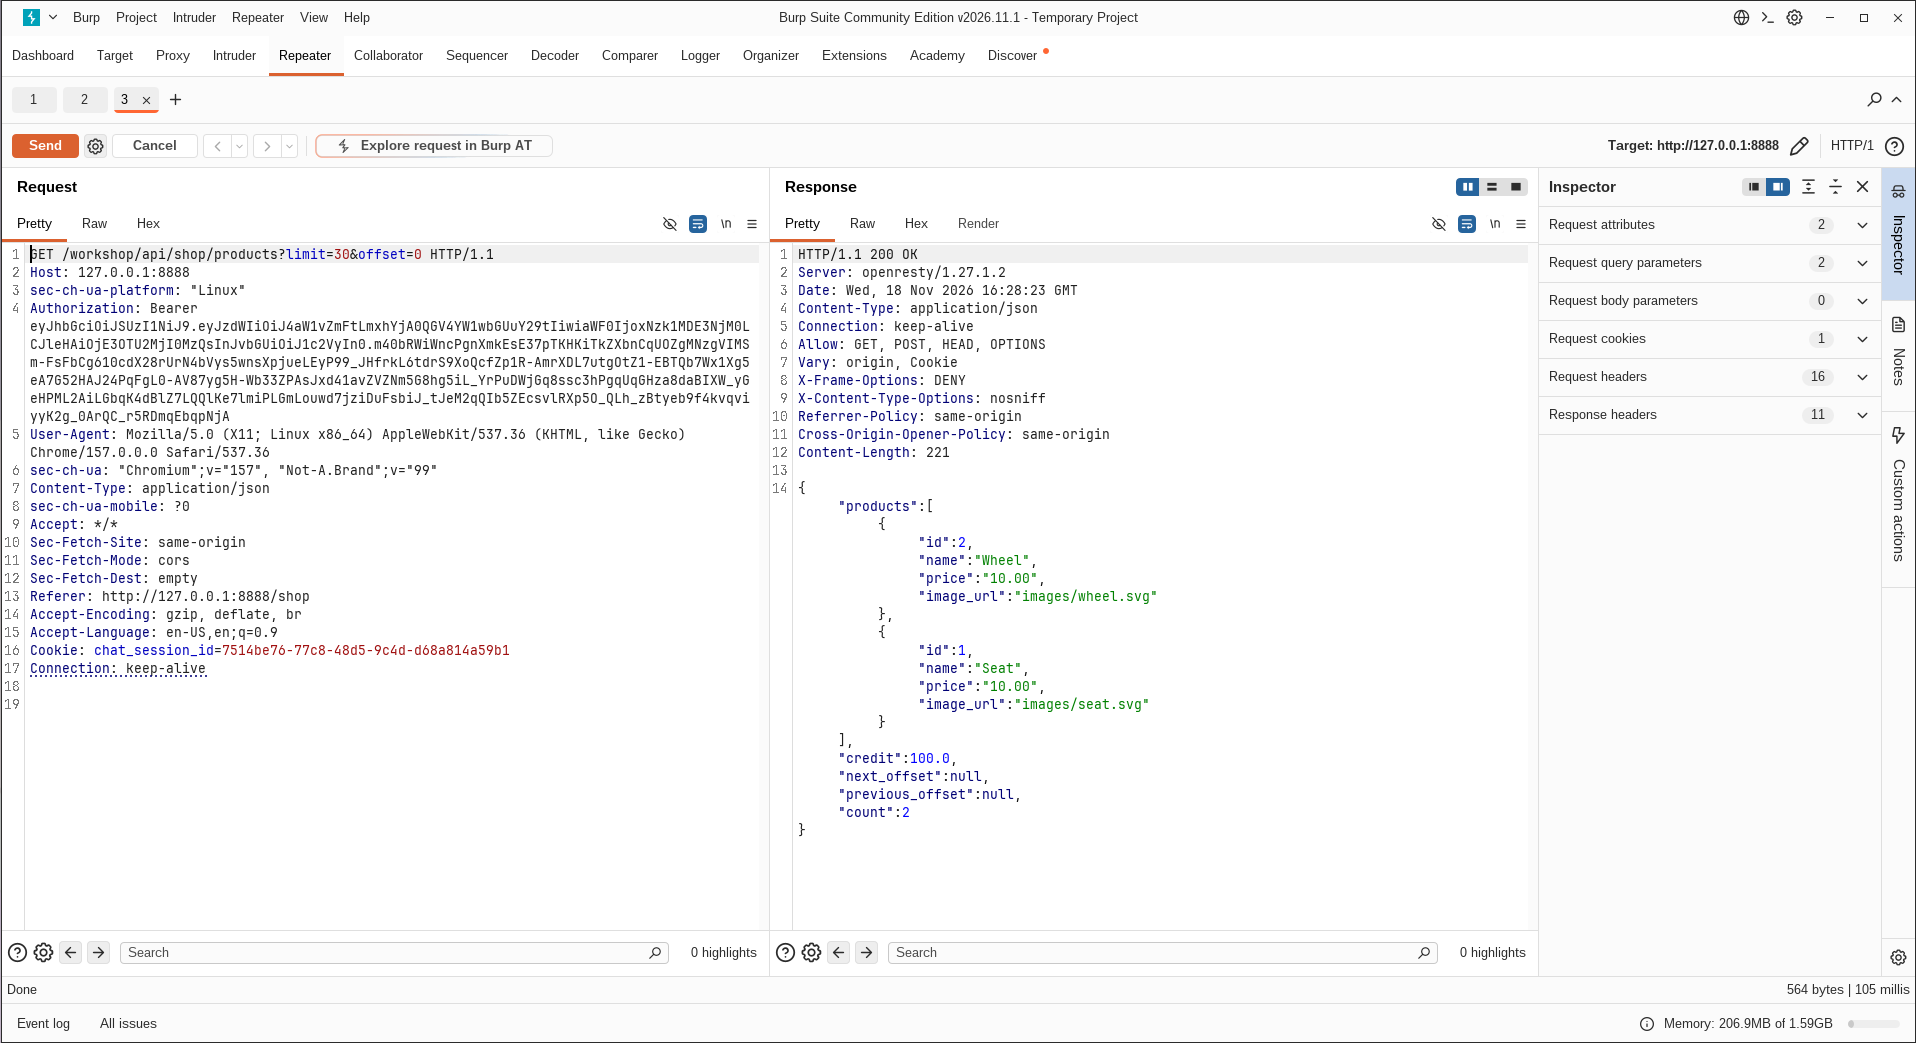 Burp Project Intruder Repeater View Help
Burp Suite Community Edition v2026.11.1 - Temporary Project
Dashboard Target Proxy Intruder Repeater Collaborator Sequencer Decoder Comparer Logger Organizer Extensions Academy Discover
1 2 3
Send Cancel Explore request in Burp AT
Target: http://127.0.0.1:8888 HTTP/1
Request
Pretty Raw Hex
\n
1 GET /workshop/api/shop/products?limit=30&offset=0 HTTP/1.1
2 Host: 127.0.0.1:8888
3 sec-ch-ua-platform: "Linux"
4 Authorization: Bearer
eyJhbGciOiJSUzI1NiJ9.eyJzdWIiOiJ4aW1vZmFtLmxhYjA0QGV4YW1wbGUuY29tIiwiaWF0IjoxNzk1MDE3NjM0L
CJleHAiOjE3OTU2MjI0MzQsInJvbGUiOiJ1c2VyIn0.m40bRWiWncPgnXmkEsE37pTKHKiTkZXbnCqUOZgMNzgVIMS
m-FsFbCg610cdX28rUrN4bVys5wnsXpjueLEyP99_JHfrkL6tdrS9XoQcfZp1R-AmrXDL7utgOtZ1-EBTQb7Wx1Xg5
eA7G52HAJ24PqFgL0-AV87yg5H-Wb33ZPAsJxd41avZVZNm5G8hg5iL_YrPuDWjGq8ssc3hPgqUqGHza8daBIXW_yG
eHPML2AiLGbqK4dBlZ7LQQlKe7lmiPLGmLouwd7jziDuFsbiJ_tJeM2qQIb5ZEcsvlRXp5O_QLh_zBtyeb9f4kvqvi
yyK2g_0ArQC_r5RDmqEbqpNjA
5 User-Agent: Mozilla/5.0 (X11; Linux x86_64) AppleWebKit/537.36 (KHTML, like Gecko)
Chrome/157.0.0.0 Safari/537.36
6 sec-ch-ua: "Chromium";v="157", "Not-A.Brand";v="99"
7 Content-Type: application/json
8 sec-ch-ua-mobile: ?0
9 Accept: */*
10 Sec-Fetch-Site: same-origin
11 Sec-Fetch-Mode: cors
12 Sec-Fetch-Dest: empty
13 Referer: http://127.0.0.1:8888/shop
14 Accept-Encoding: gzip, deflate, br
15 Accept-Language: en-US,en;q=0.9
16 Cookie: chat_session_id=7514be76-77c8-48d5-9c4d-d68a814a59b1
17 Connection: keep-alive
18
19
Search
0 highlights
Response
Pretty Raw Hex Render
\n
1 HTTP/1.1 200 OK
2 Server: openresty/1.27.1.2
3 Date: Wed, 18 Nov 2026 16:28:23 GMT
4 Content-Type: application/json
5 Connection: keep-alive
6 Allow: GET, POST, HEAD, OPTIONS
7 Vary: origin, Cookie
8 X-Frame-Options: DENY
9 X-Content-Type-Options: nosniff
10 Referrer-Policy: same-origin
11 Cross-Origin-Opener-Policy: same-origin
12 Content-Length: 221
13
14 {
"products":[
{
"id":2,
"name":"Wheel",
"price":"10.00",
"image_url":"images/wheel.svg"
},
{
"id":1,
"name":"Seat",
"price":"10.00",
"image_url":"images/seat.svg"
}
],
"credit":100.0,
"next_offset":null,
"previous_offset":null,
"count":2
}
Search
0 highlights
Inspector
Request attributes 2
Request query parameters 2
Request body parameters 0
Request cookies 1
Request headers 16
Response headers 11
Inspector
Notes
Custom actions
Done
564 bytes | 105 millis
Event log All issues
Memory: 206.9MB of 1.59GB